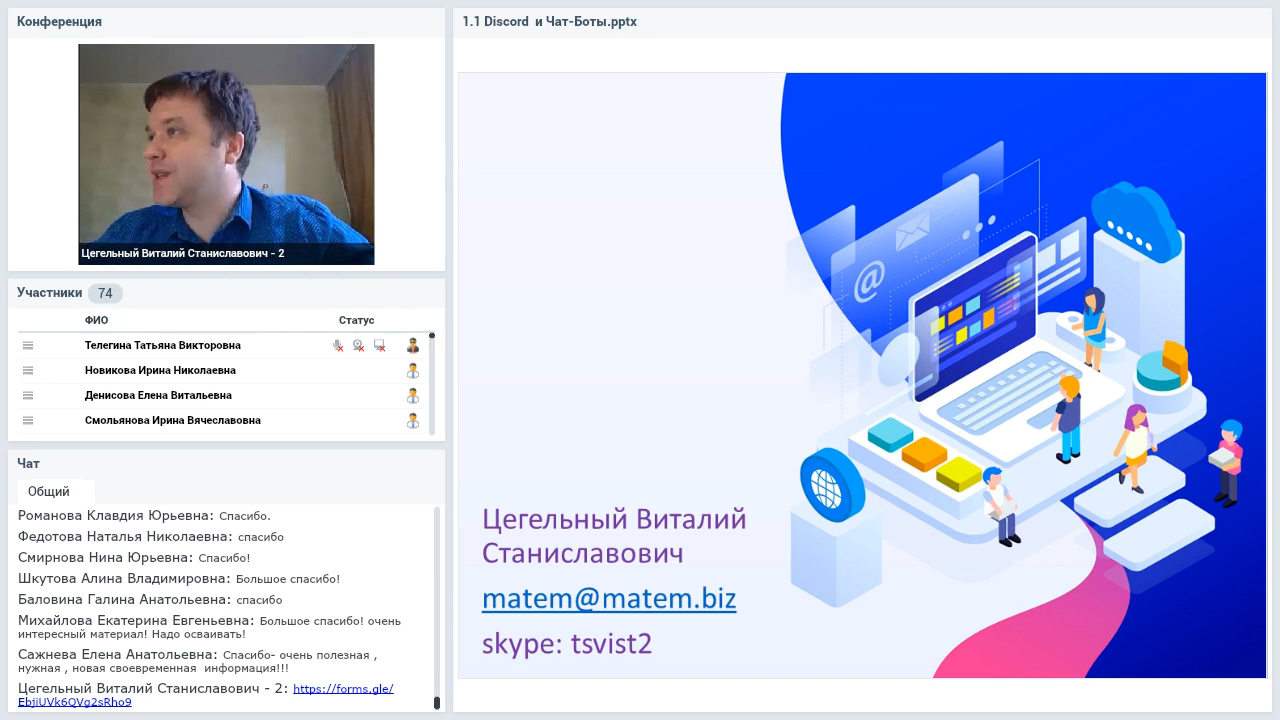 Конференция
Цегельный Виталий Станиславович - 2
Участники 74
ФИО Статус
Телегина Татьяна Викторовна
Новикова Ирина Николаевна
Денисова Елена Витальевна
Смольянова Ирина Вячеславовна
Чат
Общий
Романова Клавдия Юрьевна: Спасибо.
Федотова Наталья Николаевна: спасибо
Смирнова Нина Юрьевна: Спасибо!
Шкутова Алина Владимировна: Большое спасибо!
Баловина Галина Анатольевна: спасибо
Михайлова Екатерина Евгеньевна: Большое спасибо! очень
интересный материал! Надо осваивать!
Сажнева Елена Анатольевна: Спасибо- очень полезная ,
нужная , новая своевременная информация!!!
Цегельный Виталий Станиславович - 2: https://forms.gle/
EbjiUVk6QVg2sRho9
1.1 Discord и Чат-Боты.pptx
@
Цегельный Виталий
Станиславович
matem@matem.biz
skype: tsvist2